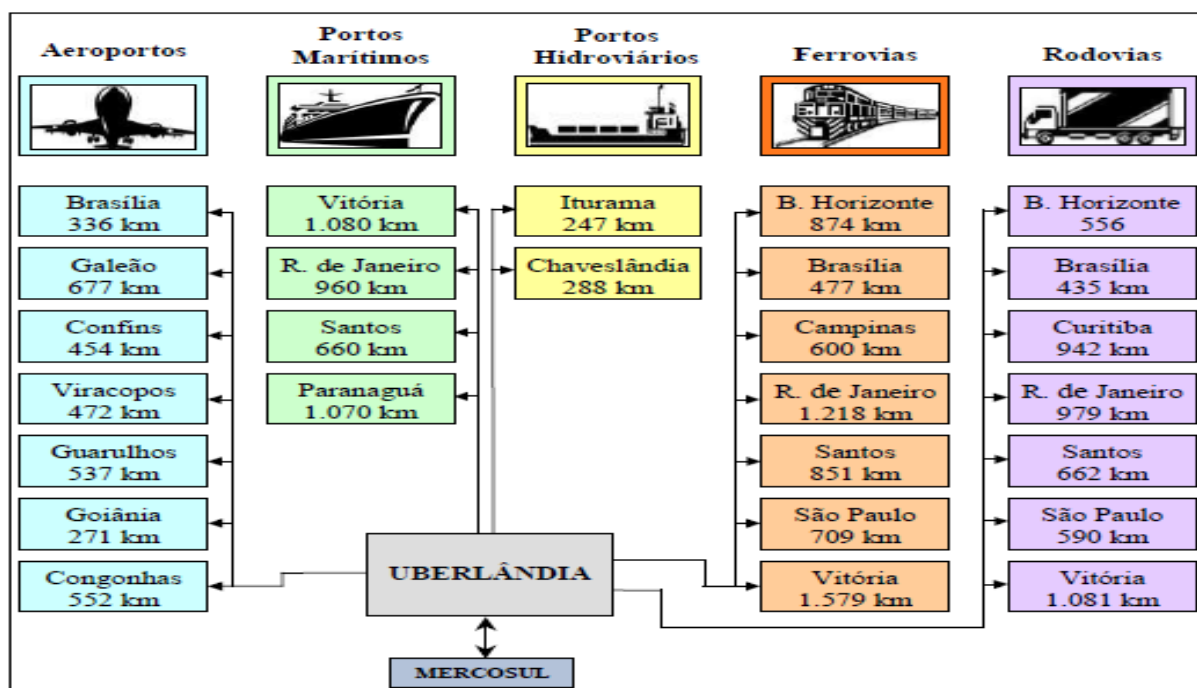 Aeroportos
Portos
Marítimos
Portos
Hidroviários
Ferrovias
Rodovias
Brasília
336 km
Galeão
677 km
Confins
454 km
Viracopos
472 km
Guarulhos
537 km
Goiânia
271 km
Congonhas
552 km
Vitória
1.080 km
R. de Janeiro
960 km
Santos
660 km
Paranaguá
1.070 km
Iturama
247 km
Chaveslândia
288 km
B. Horizonte
874 km
Brasília
477 km
Campinas
600 km
R. de Janeiro
1.218 km
Santos
851 km
São Paulo
709 km
Vitória
1.579 km
B. Horizonte
556
Brasília
435 km
Curitiba
942 km
R. de Janeiro
979 km
Santos
662 km
São Paulo
590 km
Vitória
1.081 km
UBERLÂNDIA
MERCOSUL